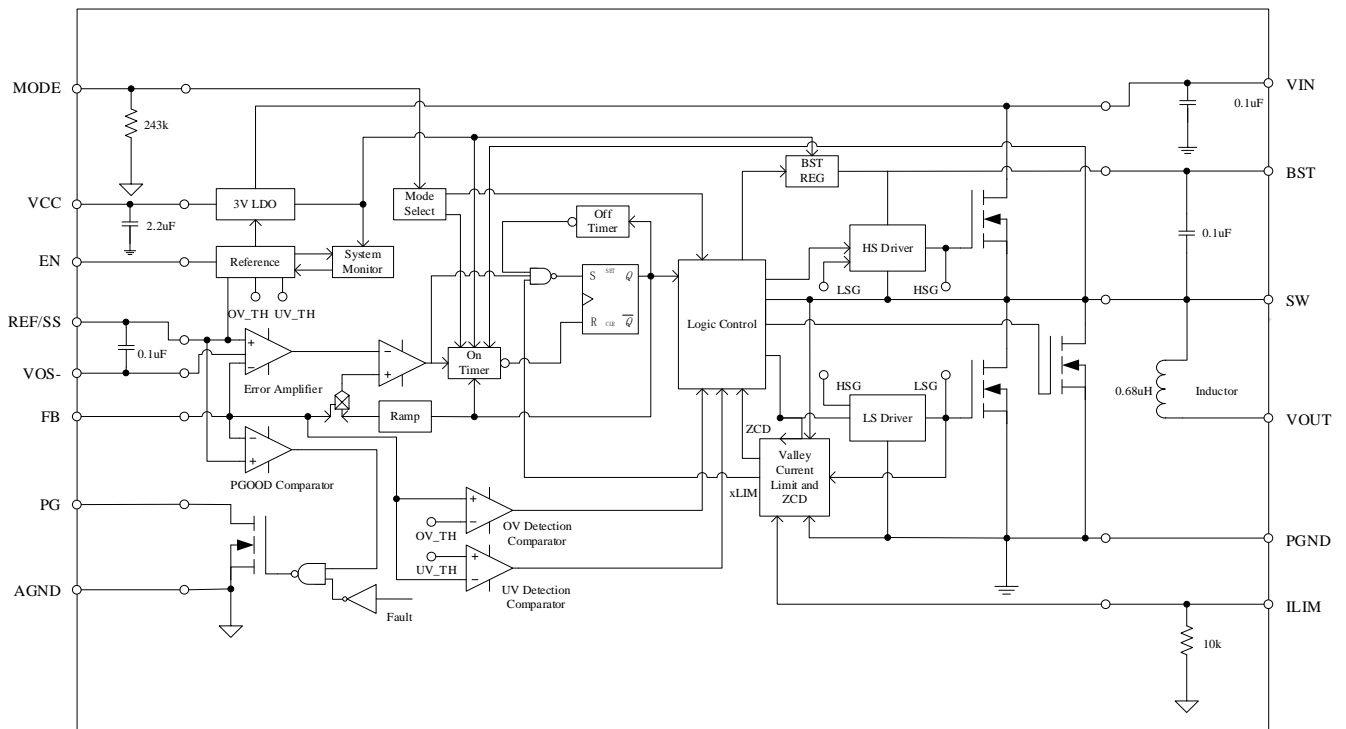 MODE
243k
VCC
2.2uF
EN
REF/SS
0.1uF
VOS-
FB
PG
AGND
3V LDO
Reference
System
Monitor
OV_TH
UV_TH
+
−
Error Amplifier
−
+
PGOOD Comparator
Fault
Mode
Select
−
+
Ramp
On
Timer
Off
Timer
S
SET
Q
R
CLR
Q
Logic Control
BST
REG
HS Driver
LSG
HSG
HSG
LSG
LS Driver
ZCD
xLIM
Valley
Current
Limit and
ZCD
+
−
OV_TH
OV Detection
Comparator
+
−
UV_TH
UV Detection
Comparator
VIN
0.1uF
BST
0.1uF
SW
0.68uH
Inductor
VOUT
PGND
ILIM
10k